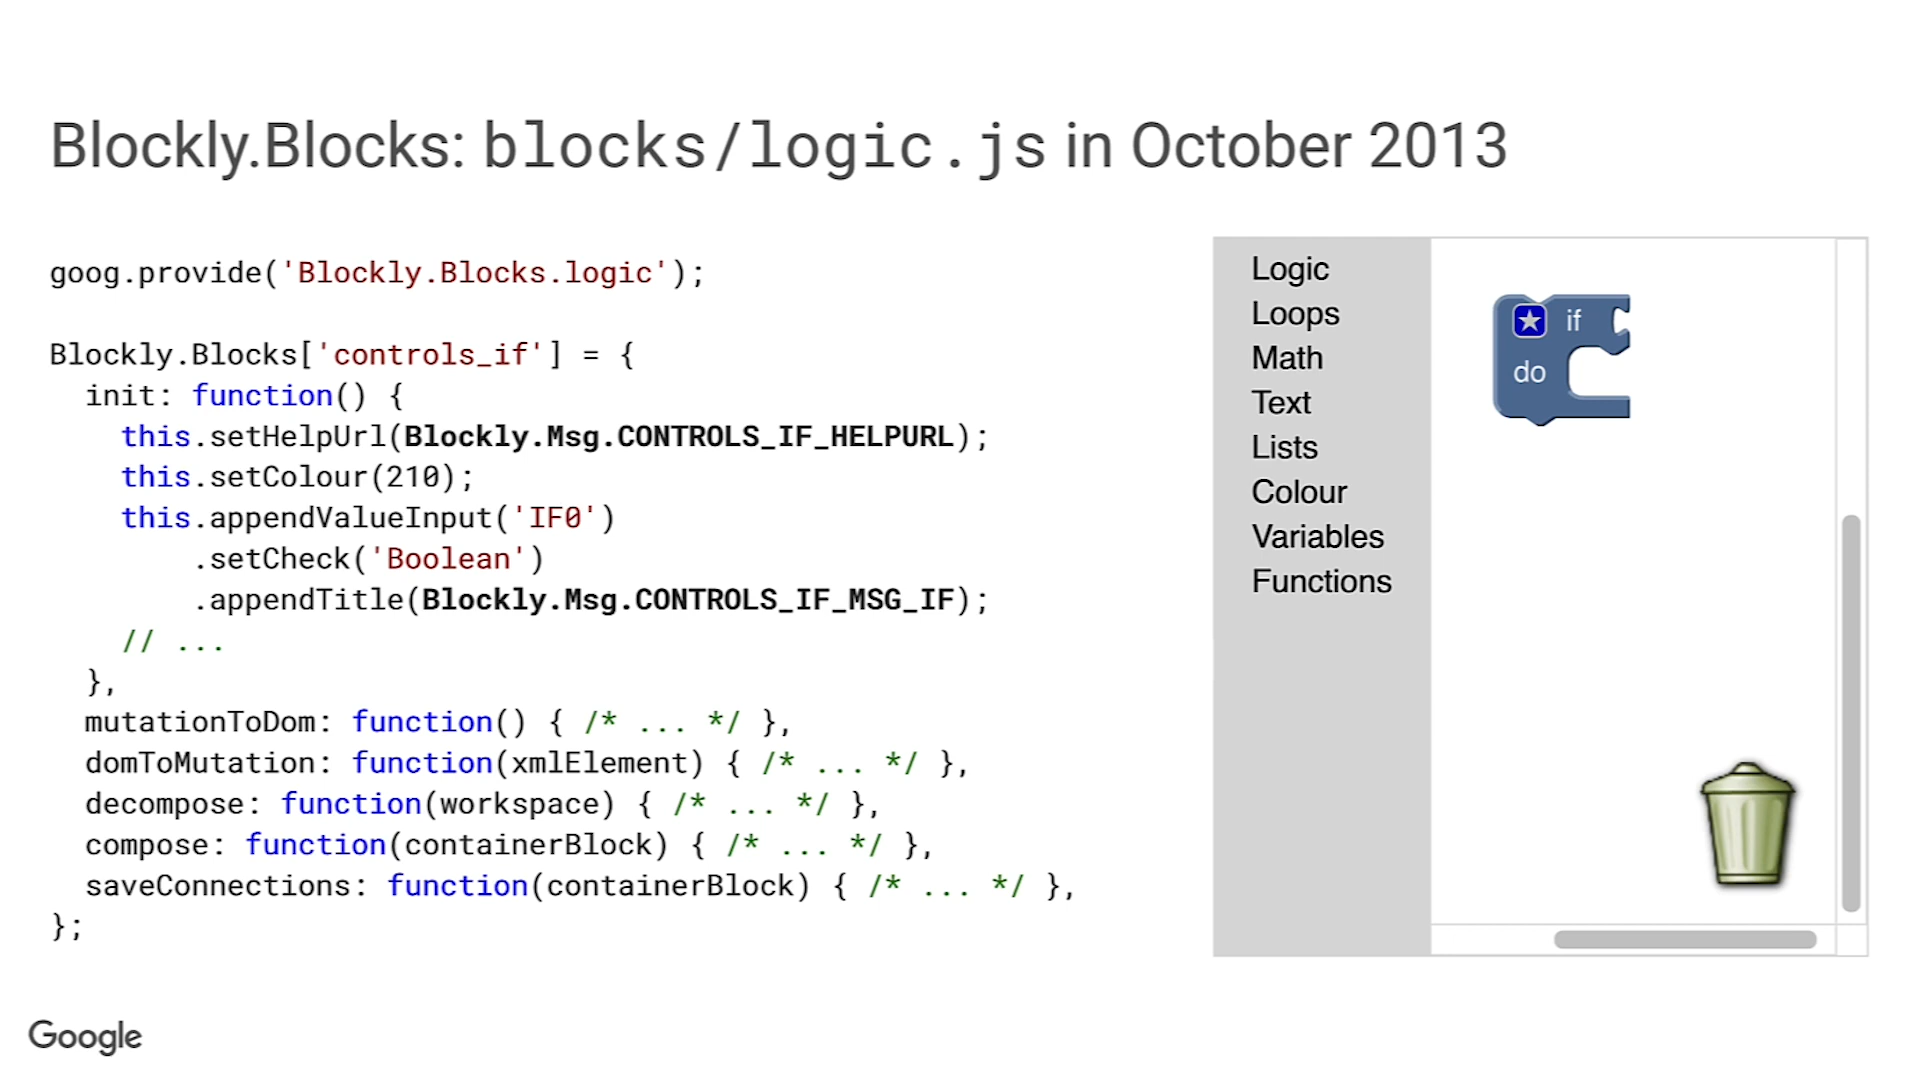 Blockly.Blocks: blocks/logic.js in October 2013
goog.provide('Blockly.Blocks.logic');
Blockly.Blocks['controls_if'] = {
  init: function() {
    this.setHelpUrl(Blockly.Msg.CONTROLS_IF_HELPURL);
    this.setColour(210);
    this.appendValueInput('IF0')
        .setCheck('Boolean')
        .appendTitle(Blockly.Msg.CONTROLS_IF_MSG_IF);
    // ...
  },
  mutationToDom: function() { /* ... */ },
  domToMutation: function(xmlElement) { /* ... */ },
  decompose: function(workspace) { /* ... */ },
  compose: function(containerBlock) { /* ... */ },
  saveConnections: function(containerBlock) { /* ... */ },
};
Logic
Loops
Math
Text
Lists
Colour
Variables
Functions
if
do
Google